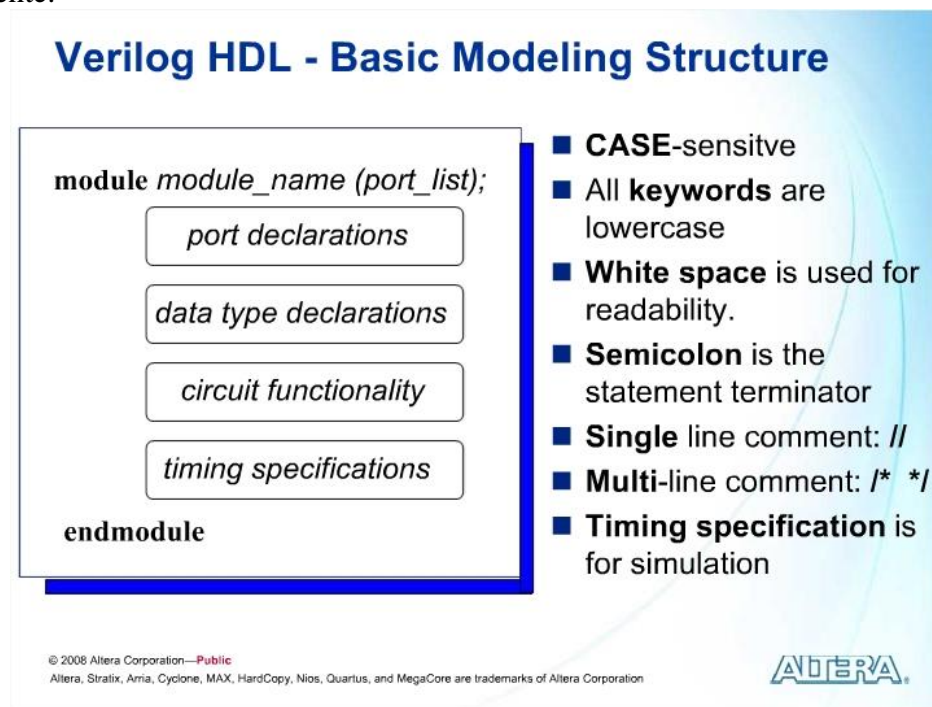 Verilog HDL - Basic Modeling Structure
module module_name (port_list);
port declarations
data type declarations
circuit functionality
timing specifications
endmodule
CASE-sensitve
All keywords are
lowercase
White space is used for
readability.
Semicolon is the
statement terminator
Single line comment: //
Multi-line comment: /* */
Timing specification is
for simulation
© 2008 Altera Corporation—Public
Altera, Stratix, Arria, Cyclone, MAX, HardCopy, Nios, Quartus, and MegaCore are trademarks of Altera Corporation
ALTERA.